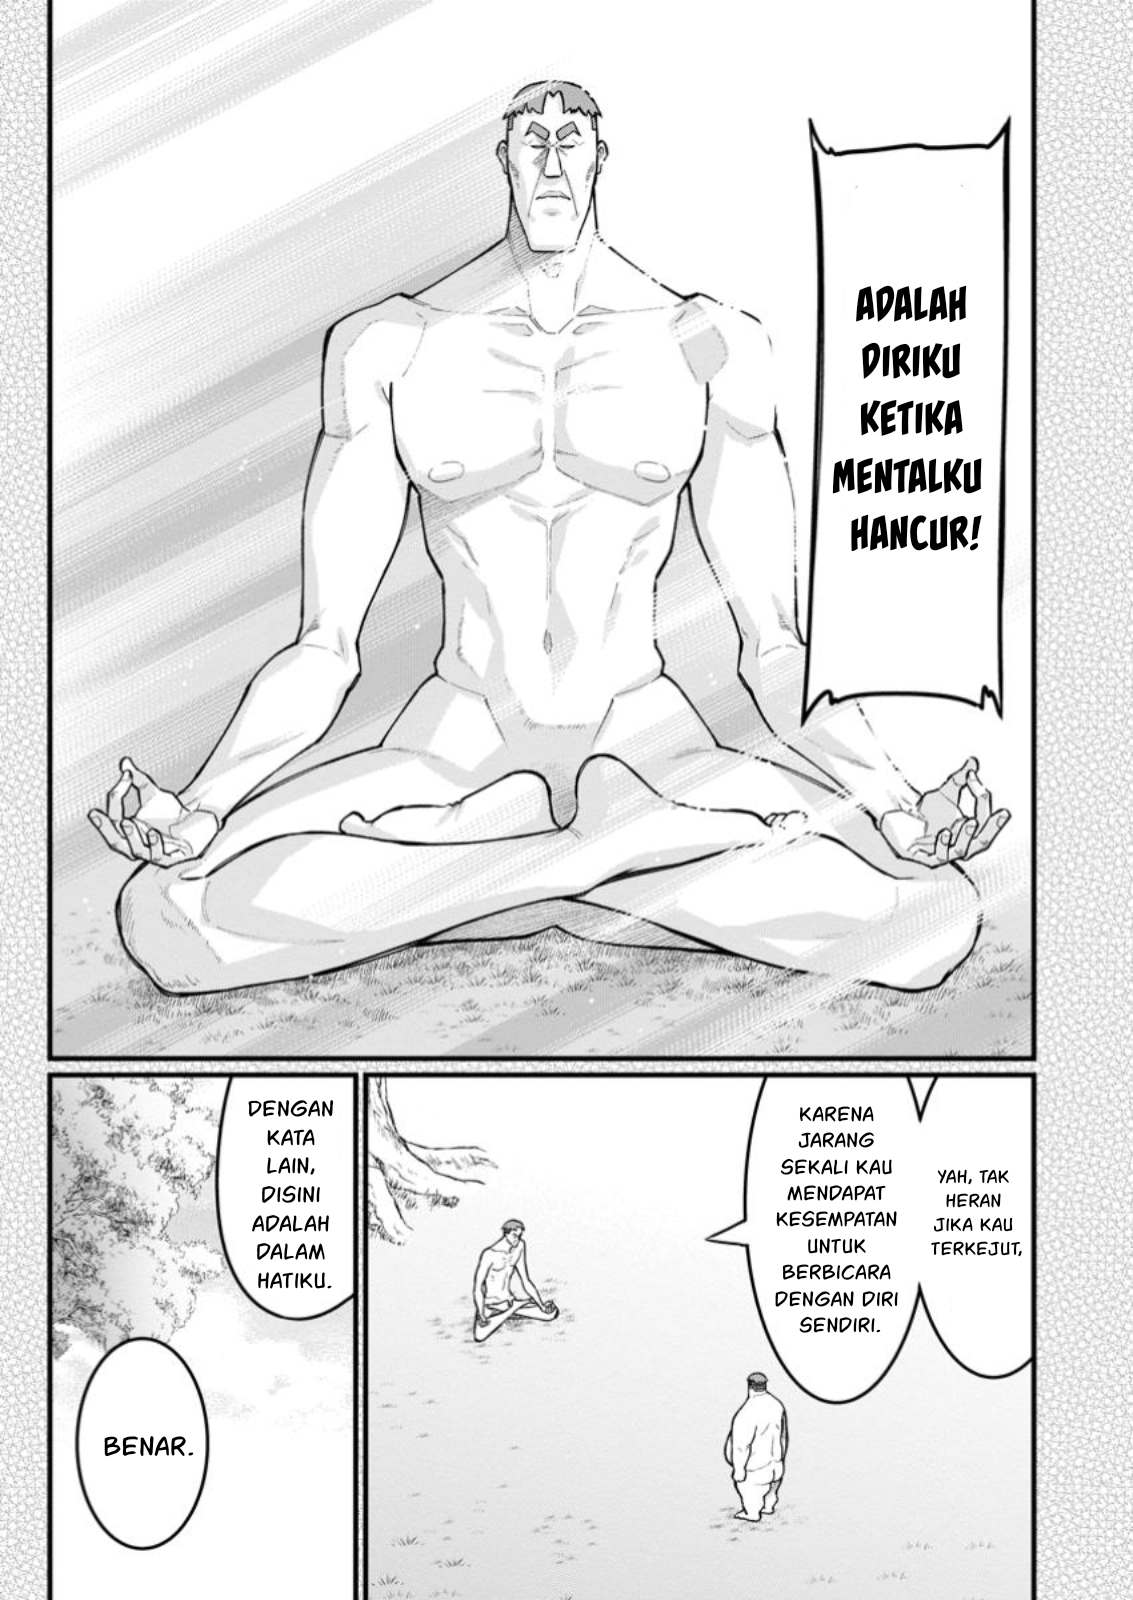 ADALAH
DIRIKU
KETIKA
MENTALKU
HANCUR!
YAH, TAK
HERAN
JIKA KAU
TERKEJUT,
KARENA
JARANG
SEKALI KAU
MENDAPAT
KESEMPATAN
UNTUK
BERBICARA
DENGAN DIRI
SENDIRI.
DENGAN
KATA
LAIN,
DISINI
ADALAH
DALAM
HATIKU.
BENAR.